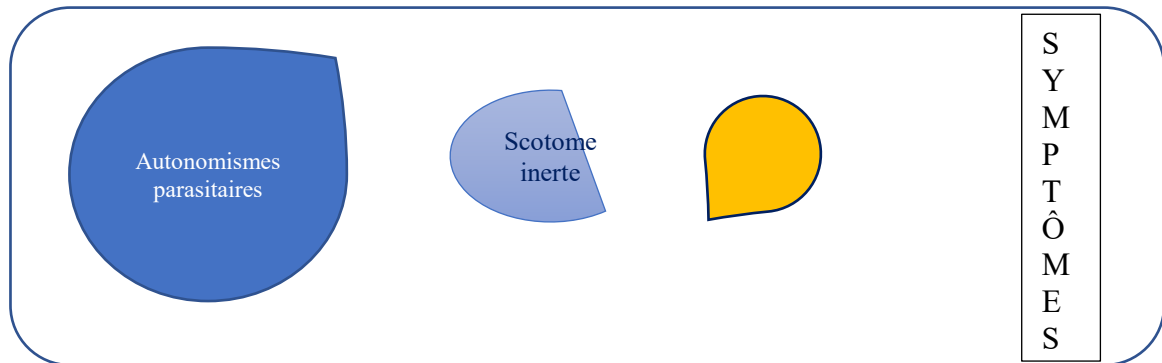 Autonomismes
parasitaires
Scotome
inerte
S
Y
M
P
T
Ô
M
E
S